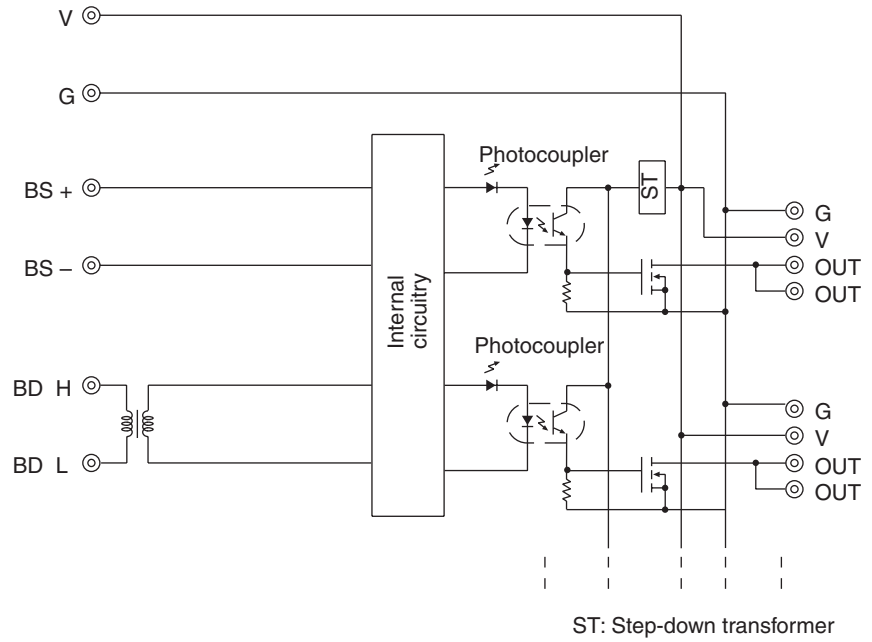 V
G
BS +
BS –
BD H
BD L
Internal
circuitry
Photocoupler
ST
G
V
OUT
OUT
Photocoupler
G
V
OUT
OUT
ST: Step-down transformer